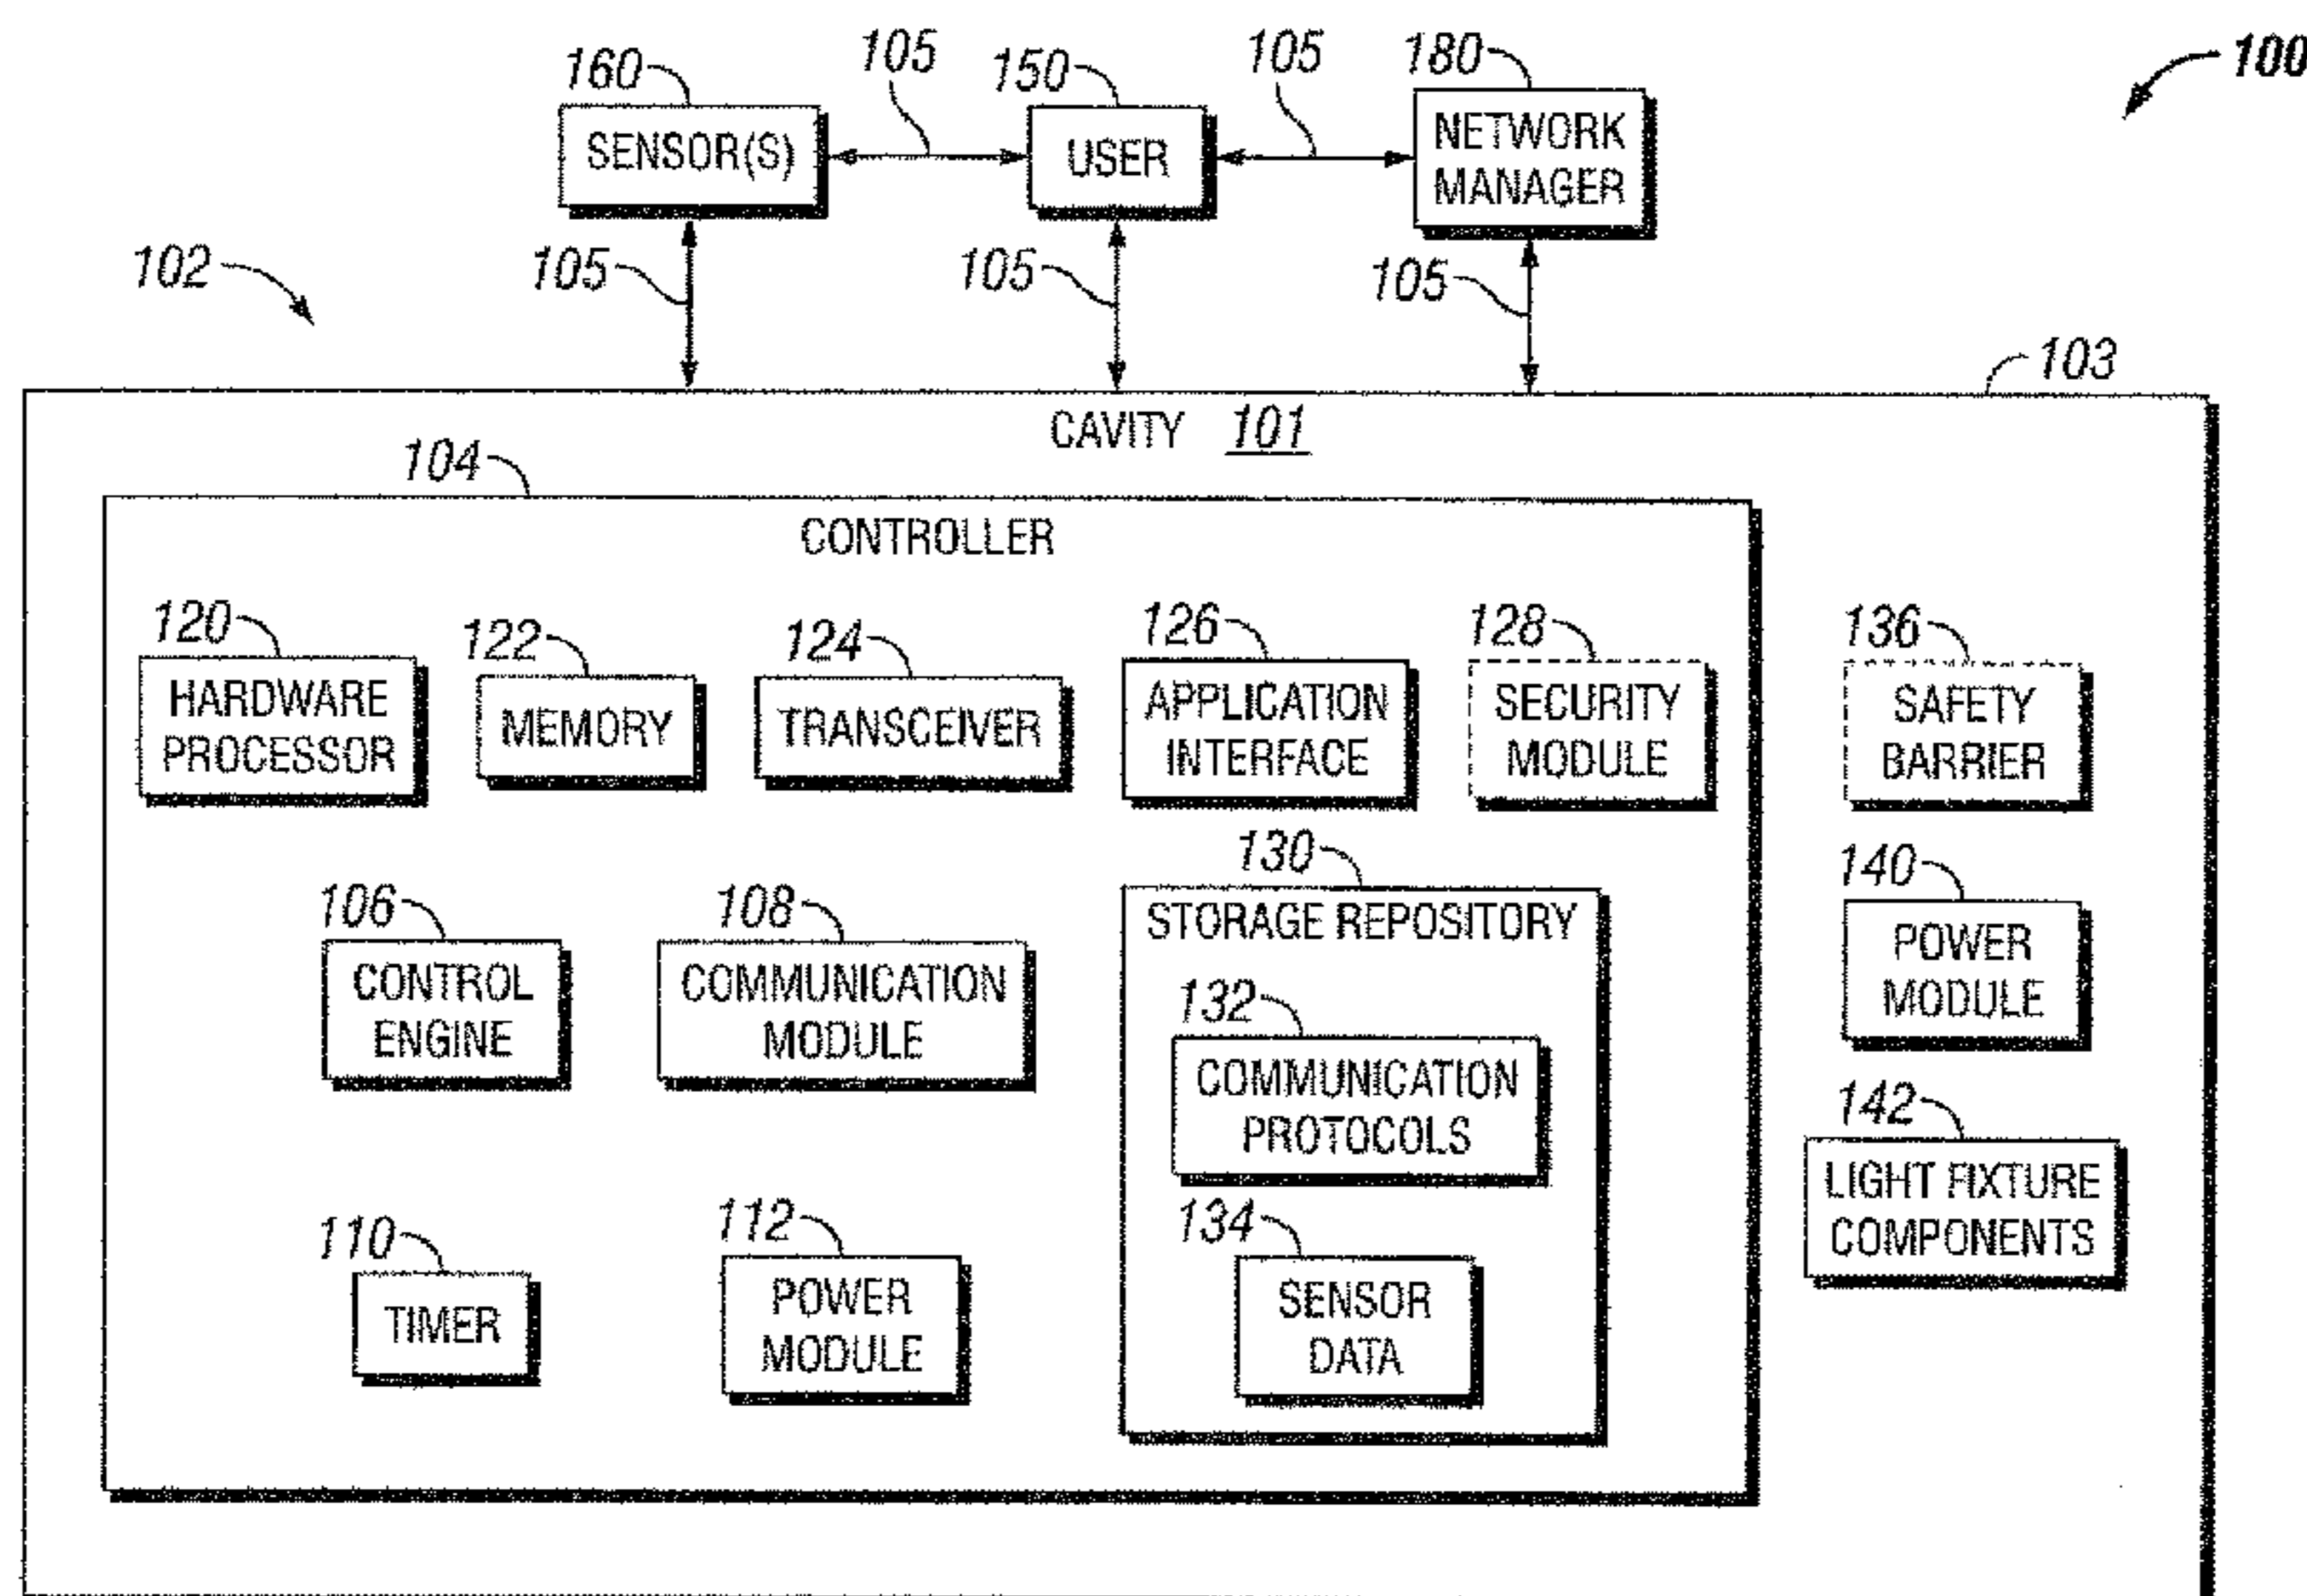 160 105 150 105 180 100
SENSOR(S) USER NETWORK
MANAGER
102 105 105 105
103
CAVITY 101
104
CONTROLLER
120 122 124 126 128 136
HARDWARE
PROCESSOR
MEMORY
TRANSCEIVER
APPLICATION
INTERFACE
SECURITY
MODULE
SAFETY
BARRIER
106 108 130 140
CONTROL
ENGINE
COMMUNICATION
MODULE
STORAGE REPOSITORY
POWER
MODULE
132
COMMUNICATION
PROTOCOLS
142
LIGHT FIXTURE
COMPONENTS
110 112 134
TIMER
POWER
MODULE
SENSOR
DATA